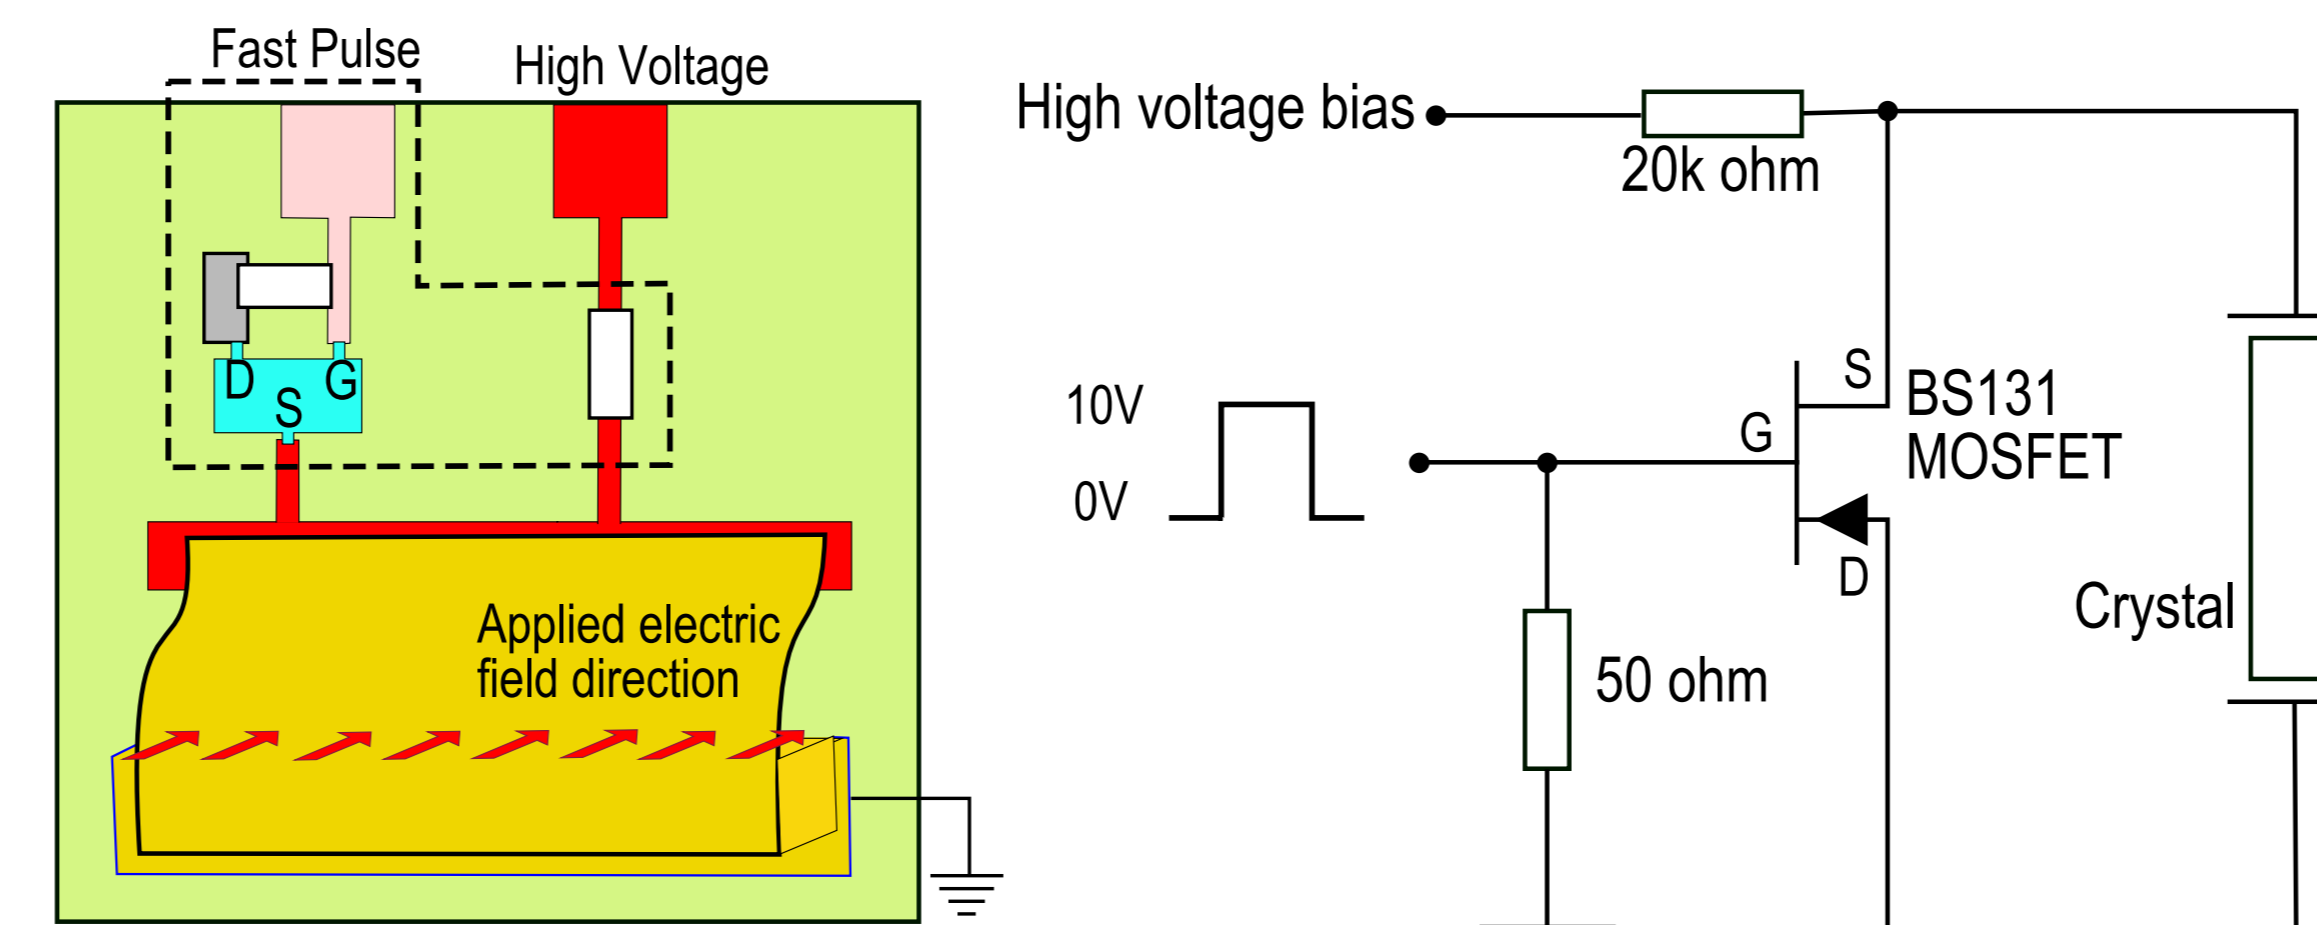 Fast Pulse
High Voltage
D
G
S
Applied electric
field direction
High voltage bias
20k ohm
10V
0V
G
S
D
BS131
MOSFET
50 ohm
Crystal